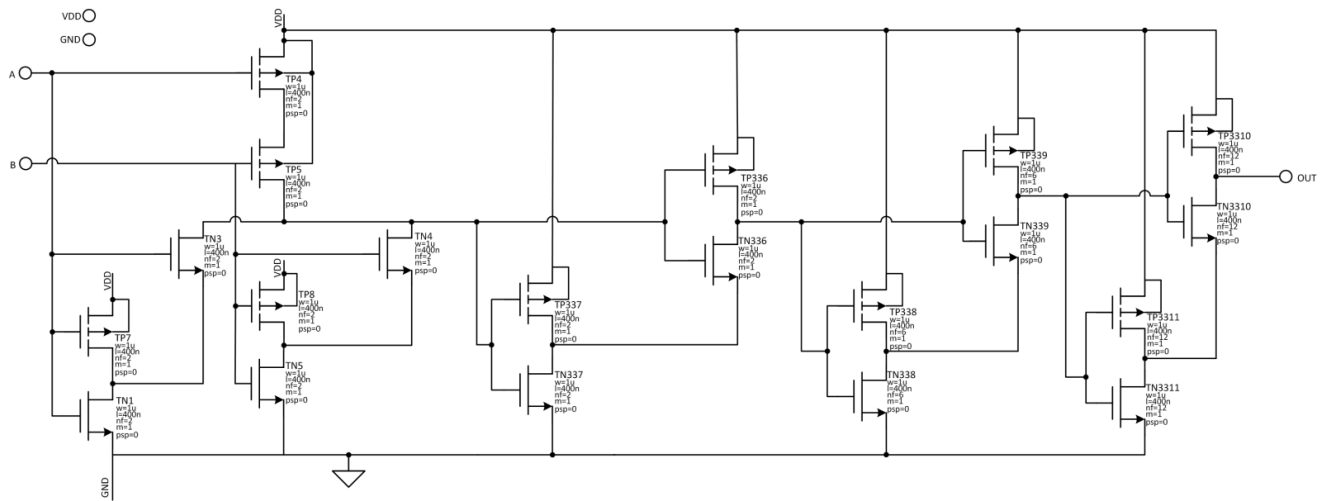 VDD
GND
A
B
VDD
TP4
w=1u
l=400n
nf=2
m=1
psp=0
TP5
w=1u
l=400n
nf=2
m=1
psp=0
TN3
w=1u
l=400n
nf=2
m=1
psp=0
TN4
w=1u
l=400n
nf=2
m=1
psp=0
VDD
TP7
w=1u
l=400n
nf=2
m=1
psp=0
TN1
w=1u
l=400n
nf=2
m=1
psp=0
GND
VDD
TP8
w=1u
l=400n
nf=2
m=1
psp=0
TN5
w=1u
l=400n
nf=2
m=1
psp=0
TP337
w=1u
l=400n
nf=2
m=1
psp=0
TN337
w=1u
l=400n
nf=2
m=1
psp=0
TP336
w=1u
l=400n
nf=2
m=1
psp=0
TN336
w=1u
l=400n
nf=2
m=1
psp=0
TP338
w=1u
l=400n
nf=6
m=1
psp=0
TN338
w=1u
l=400n
nf=6
m=1
psp=0
TP339
w=1u
l=400n
nf=6
m=1
psp=0
TN339
w=1u
l=400n
nf=6
m=1
psp=0
TP3311
w=1u
l=400n
nf=12
m=1
psp=0
TN3311
w=1u
l=400n
nf=12
m=1
psp=0
TP3310
w=1u
l=400n
nf=12
m=1
psp=0
TN3310
w=1u
l=400n
nf=12
m=1
psp=0
OUT